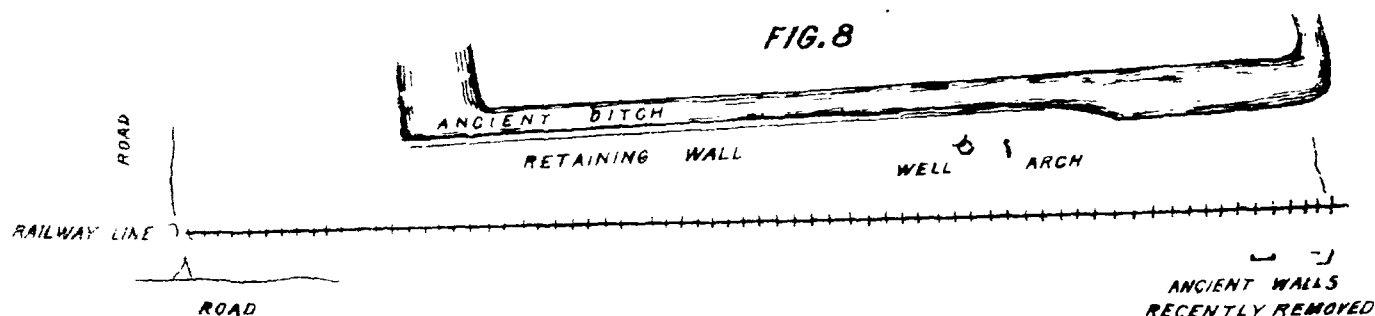 FIG. 8
ANCIENT DITCH
ROAD
RETAINING WALL
WELL
ARCH
RAILWAY LINE
ANCIENT WALLS
RECENTLY REMOVED
ROAD